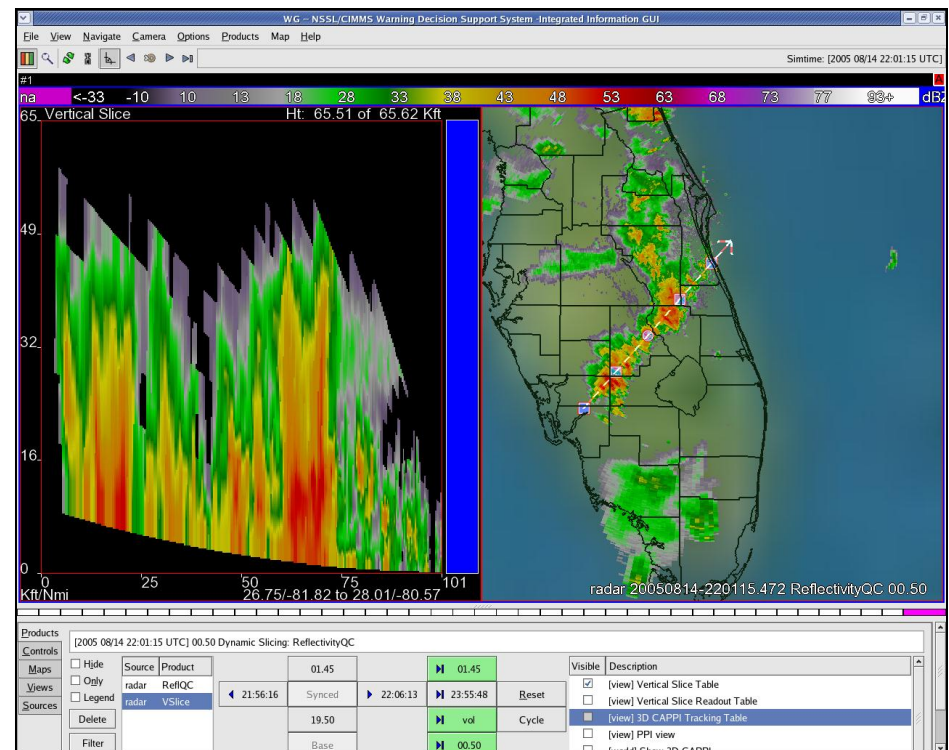 WG – NSSL/CIMMS Warning Decision Support System -Integrated Information GUI
File View Navigate Camera Options Products Map Help
Simtime: [2005 08/14 22:01:15 UTC]
#1 A
na <-33 -10 10 13 18 28 33 38 43 48 53 63 68 73 77 93+ dBZ
65 Vertical Slice Ht: 65.51 of 65.62 Kft
49
32
16
0
0 25 50 75 101
Kft/Nmi 26.75/-81.82 to 28.01/-80.57
radar 20050814-220115.472 ReflectivityQC 00.50
Products
Controls
Maps
Views
Sources
[2005 08/14 22:01:15 UTC] 00.50 Dynamic Slicing: ReflectivityQC
Hide
Only
Legend
Delete
Filter
Source Product
radar ReflQC
radar VSlice
01.45 01.45
21:56:16 Synced 22:06:13 23:55:48 Reset
19.50 vol Cycle
Base 00.50
Visible Description
[view] Vertical Slice Table
[view] Vertical Slice Readout Table
[view] 3D CAPPI Tracking Table
[view] PPI view